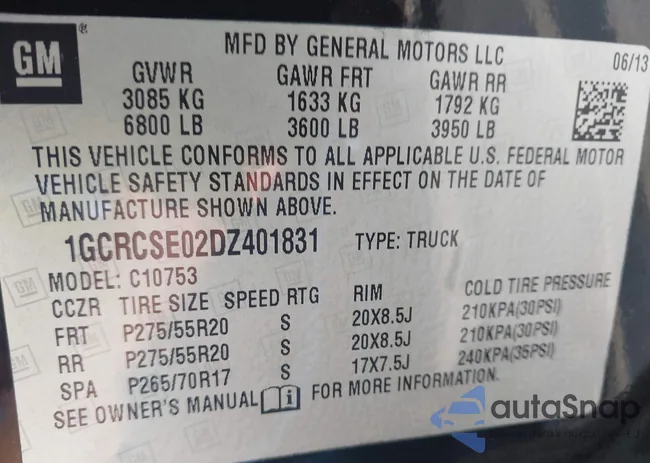 GM ®
MFD BY GENERAL MOTORS LLC 06/13
GVWR GAWR FRT GAWR RR
3085 KG 1633 KG 1792 KG
6800 LB 3600 LB 3950 LB
THIS VEHICLE CONFORMS TO ALL APPLICABLE U.S. FEDERAL MOTOR
VEHICLE SAFETY STANDARDS IN EFFECT ON THE DATE OF
MANUFACTURE SHOWN ABOVE.
1GCRCSE02DZ401831 TYPE: TRUCK
MODEL: C10753
CCZR TIRE SIZE SPEED RTG RIM COLD TIRE PRESSURE
FRT P275/55R20 S 20X8.5J 210KPA(30PSI)
RR P275/55R20 S 20X8.5J 210KPA(30PSI)
SPA P265/70R17 S 17X7.5J 240KPA(35PSI)
SEE OWNER'S MANUAL i FOR MORE INFORMATION.
autaSnap